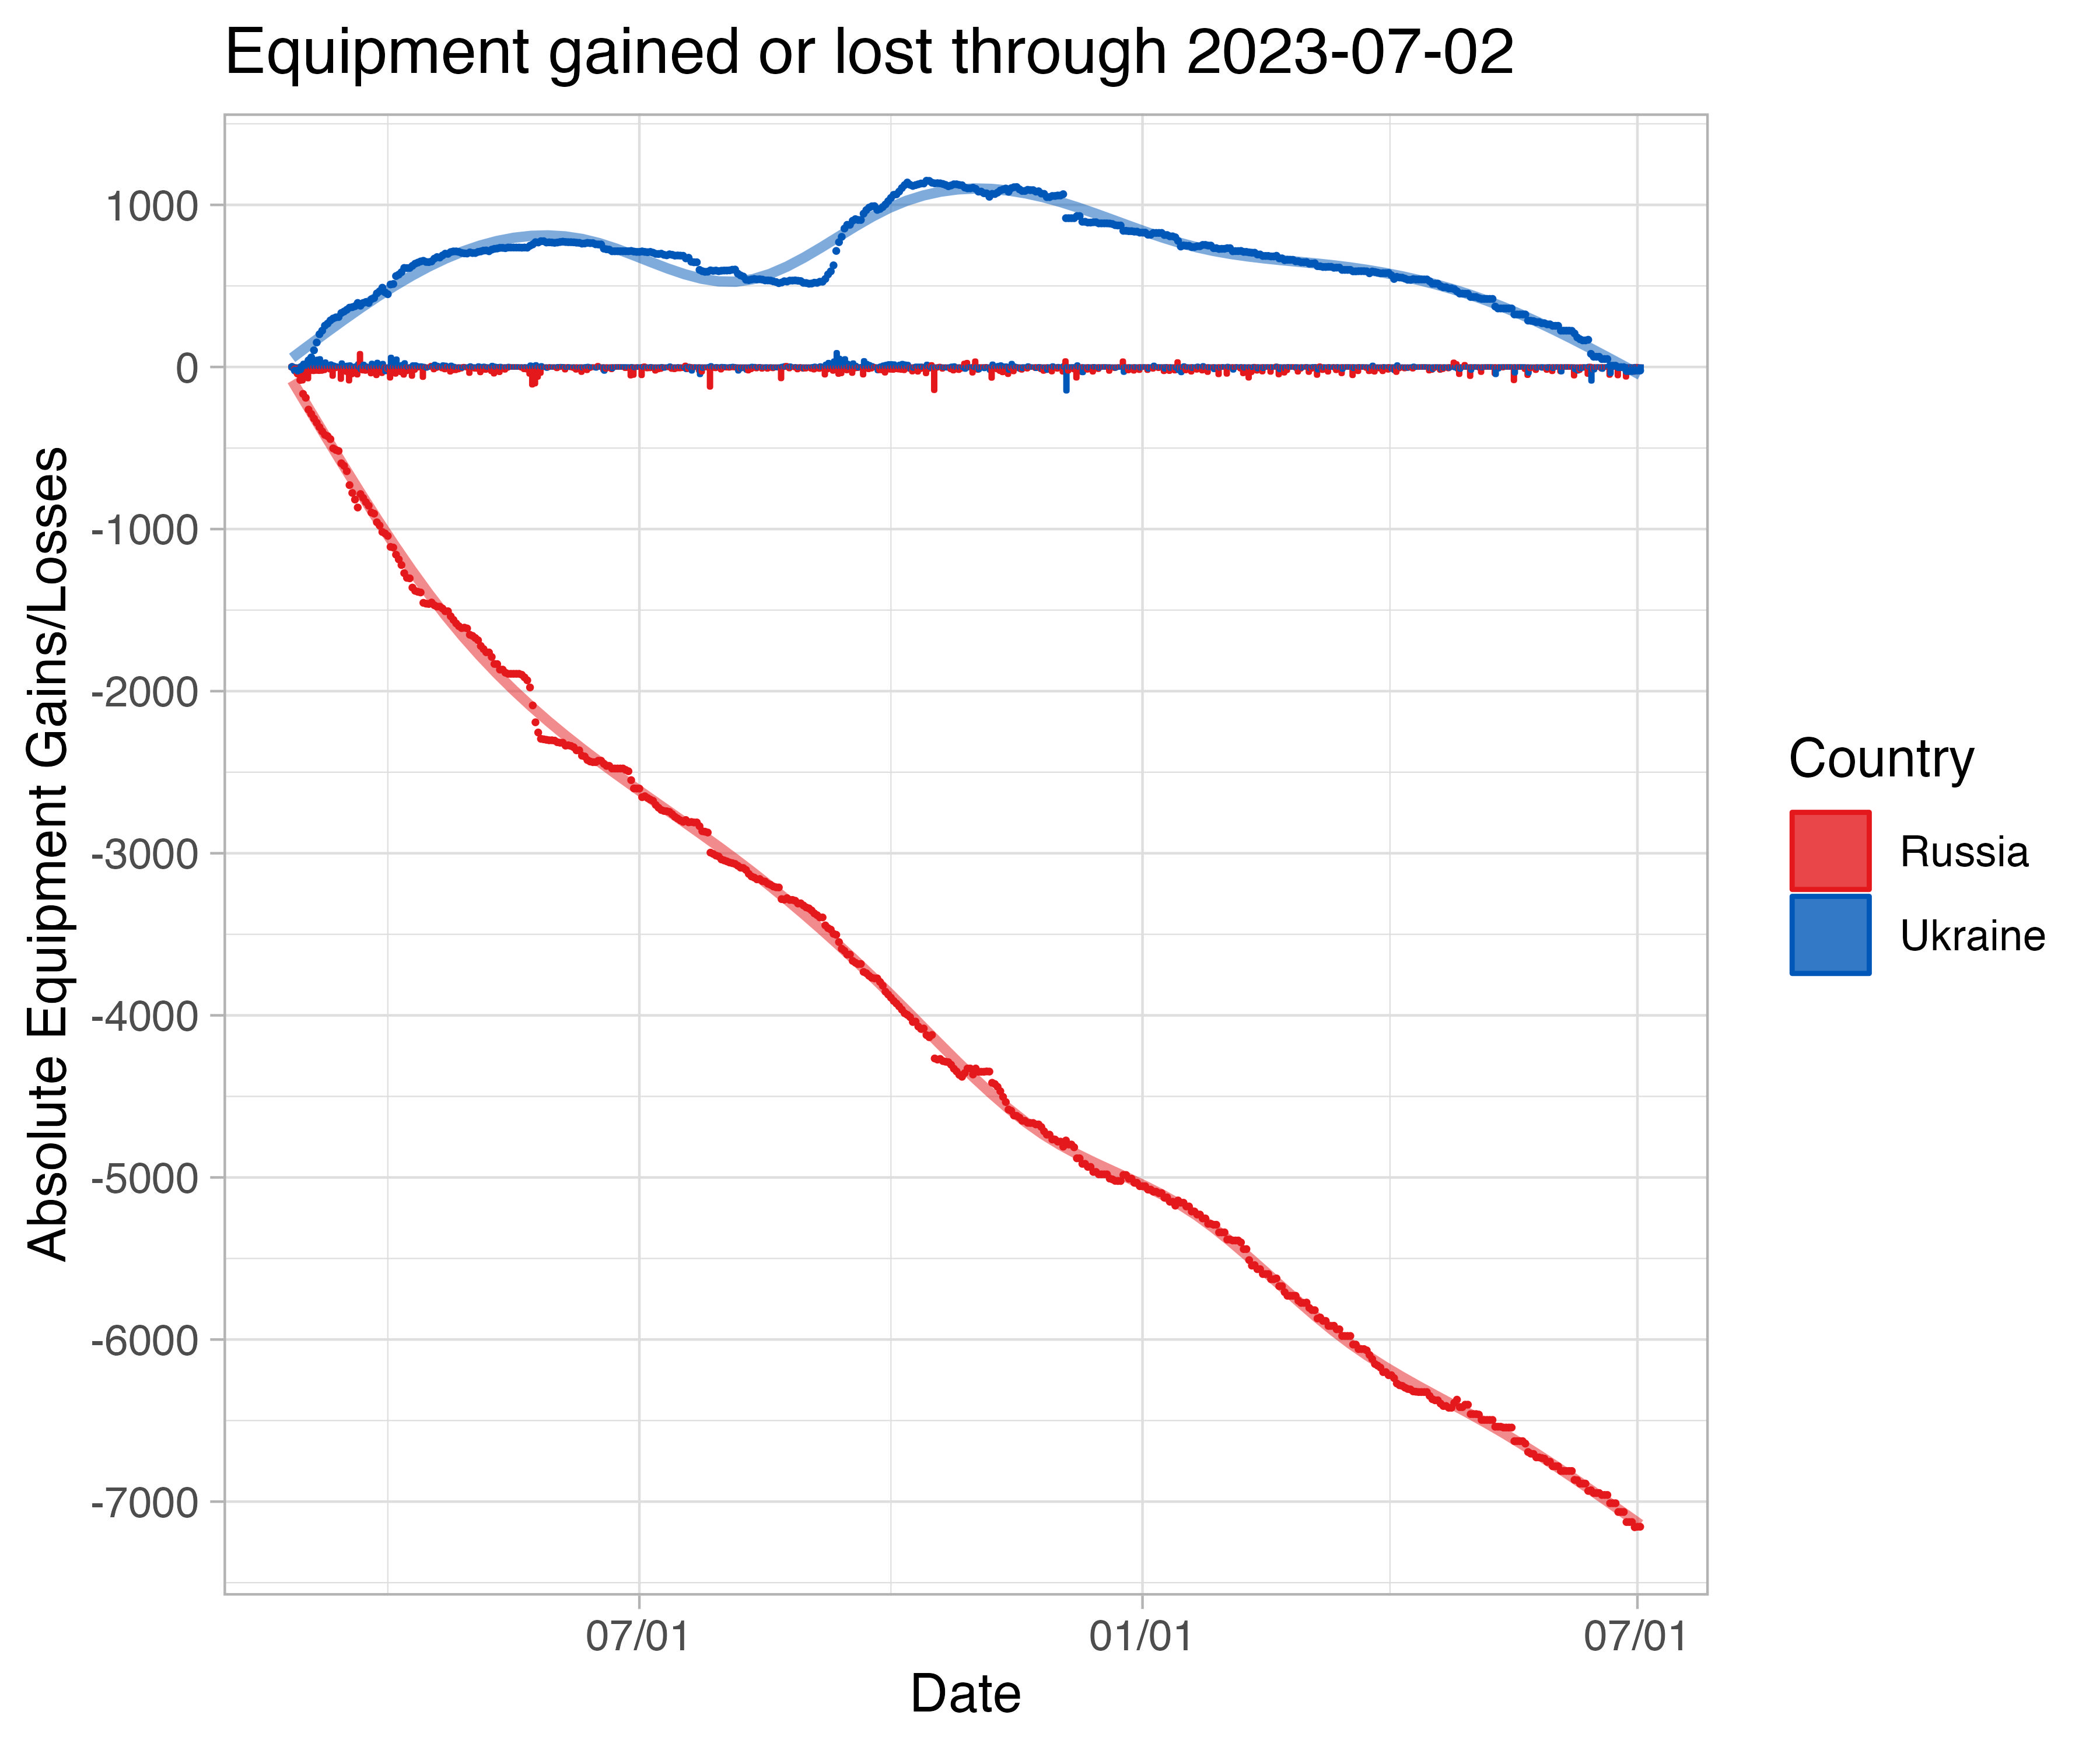 Equipment gained or lost through 2023-07-02
Absolute Equipment Gains/Losses
1000
0
-1000
-2000
-3000
-4000
-5000
-6000
-7000
07/01
01/01
07/01
Date
Country
Russia
Ukraine